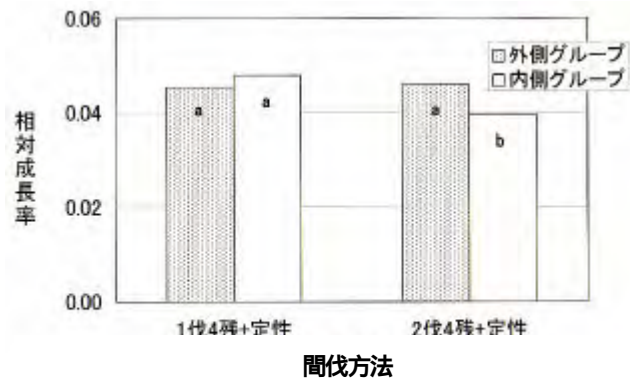 0.06
0.04
0.02
0.00
相対成長率
a
a
a
b
外側グループ
内側グループ
1伐4残+定性
2伐4残+定性
間伐方法